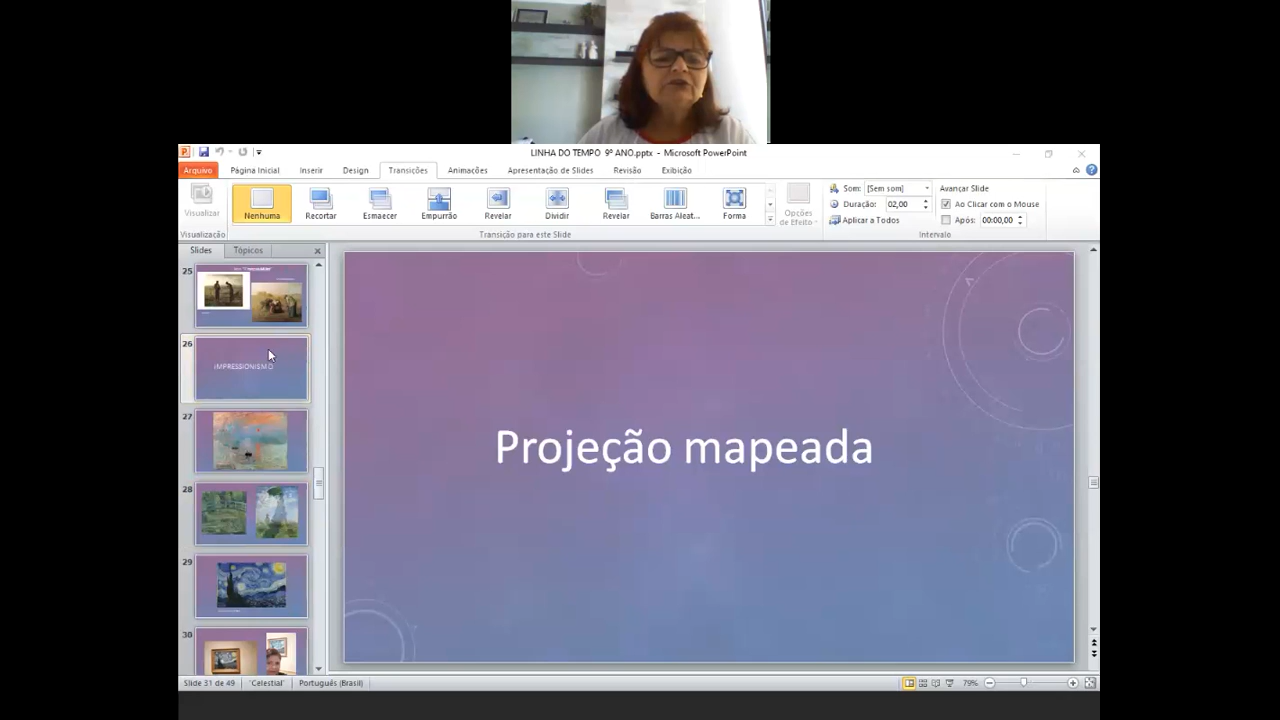 LINHA DO TEMPO 9º ANO.pptx - Microsoft PowerPoint
Arquivo Página Inicial Inserir Design Transições Animações Apresentação de Slides Revisão Exibição
Visualizar
Nenhuma Recortar Esmaecer Empurrão Revelar Dividir Revelar Barras Aleat... Forma
Opções de Efeito
Som: [Sem som]
Duração: 02,00
Aplicar a Todos
Avançar Slide
Ao Clicar com o Mouse
Após: 00:00,00
Visualização Transição para este Slide Intervalo
Slides Tópicos
25
26
IMPRESSIONISMO
27
28
29
30
Projeção mapeada
Slide 31 de 49 "Celestial" Português (Brasil) 79%